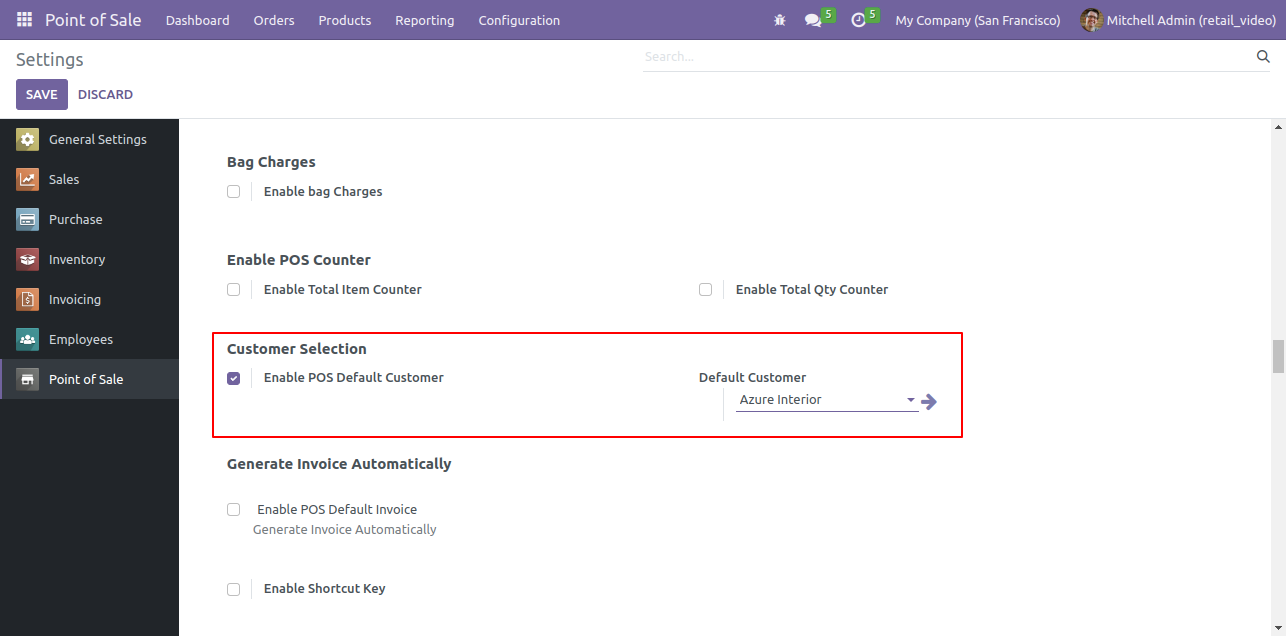 Point of Sale Dashboard Orders Products Reporting Configuration 5 5 My Company (San Francisco) Mitchell Admin (retail_video)
Settings
Search...
SAVE DISCARD
General Settings
Sales
Purchase
Inventory
Invoicing
Employees
Point of Sale
Bag Charges
Enable bag Charges
Enable POS Counter
Enable Total Item Counter Enable Total Qty Counter
Customer Selection
Enable POS Default Customer Default Customer
Azure Interior
Generate Invoice Automatically
Enable POS Default Invoice
Generate Invoice Automatically
Enable Shortcut Key